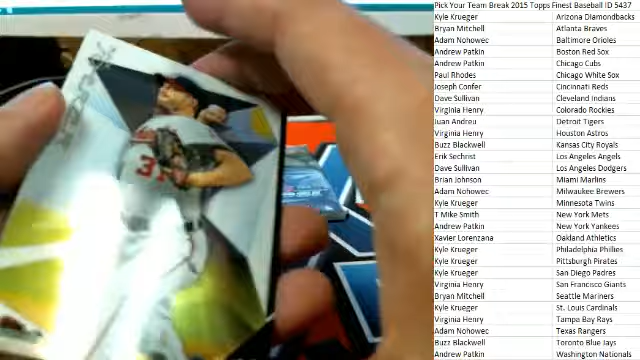 Pick Your Team Break 2015 Topps Finest Baseball ID 5437
Kyle Krueger Arizona Diamondbacks
Bryan Mitchell Atlanta Braves
Adam Nohowec Baltimore Orioles
Andrew Patkin Boston Red Sox
Andrew Patkin Chicago Cubs
Paul Rhodes Chicago White Sox
Joseph Confer Cincinnati Reds
Dave Sullivan Cleveland Indians
Virginia Henry Colorado Rockies
Juan Andreu Detroit Tigers
Virginia Henry Houston Astros
Buzz Blackwell Kansas City Royals
Erik Sechrist Los Angeles Angels
Dave Sullivan Los Angeles Dodgers
Brian Johnson Miami Marlins
Adam Nohowec Milwaukee Brewers
Kyle Krueger Minnesota Twins
T Mike Smith New York Mets
Andrew Patkin New York Yankees
Xavier Lorenzana Oakland Athletics
Kyle Krueger Philadelphia Phillies
Kyle Krueger Pittsburgh Pirates
Kyle Krueger San Diego Padres
Virginia Henry San Francisco Giants
Bryan Mitchell Seattle Mariners
Kyle Krueger St. Louis Cardinals
Virginia Henry Tampa Bay Rays
Adam Nohowec Texas Rangers
Buzz Blackwell Toronto Blue Jays
Andrew Patkin Washington Nationals